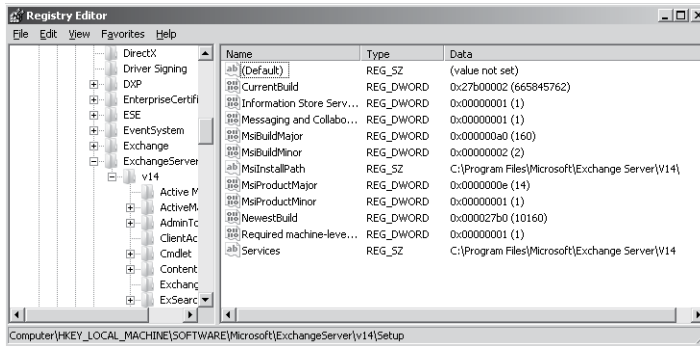 Registry Editor
File Edit View Favorites Help
DirectX
Driver Signing
DXP
EnterpriseCertifi
ESE
EventSystem
Exchange
ExchangeServer
v14
Active M
ActiveM
AdminTo
ClientAc
Cmdlet
Content
Exchang
ExSearc
Name Type Data
(Default) REG_SZ (value not set)
CurrentBuild REG_DWORD 0x27b00002 (665845762)
Information Store Serv... REG_DWORD 0x00000001 (1)
Messaging and Collabo... REG_DWORD 0x00000001 (1)
MsiBuildMajor REG_DWORD 0x000000a0 (160)
MsiBuildMinor REG_DWORD 0x00000002 (2)
MsiInstallPath REG_SZ C:\Program Files\Microsoft\Exchange Server\V14\
MsiProductMajor REG_DWORD 0x0000000e (14)
MsiProductMinor REG_DWORD 0x00000001 (1)
NewestBuild REG_DWORD 0x000027b0 (10160)
Required machine-leve... REG_DWORD 0x00000001 (1)
Services REG_SZ C:\Program Files\Microsoft\Exchange Server\V14
Computer\HKEY_LOCAL_MACHINE\SOFTWARE\Microsoft\ExchangeServer\v14\Setup